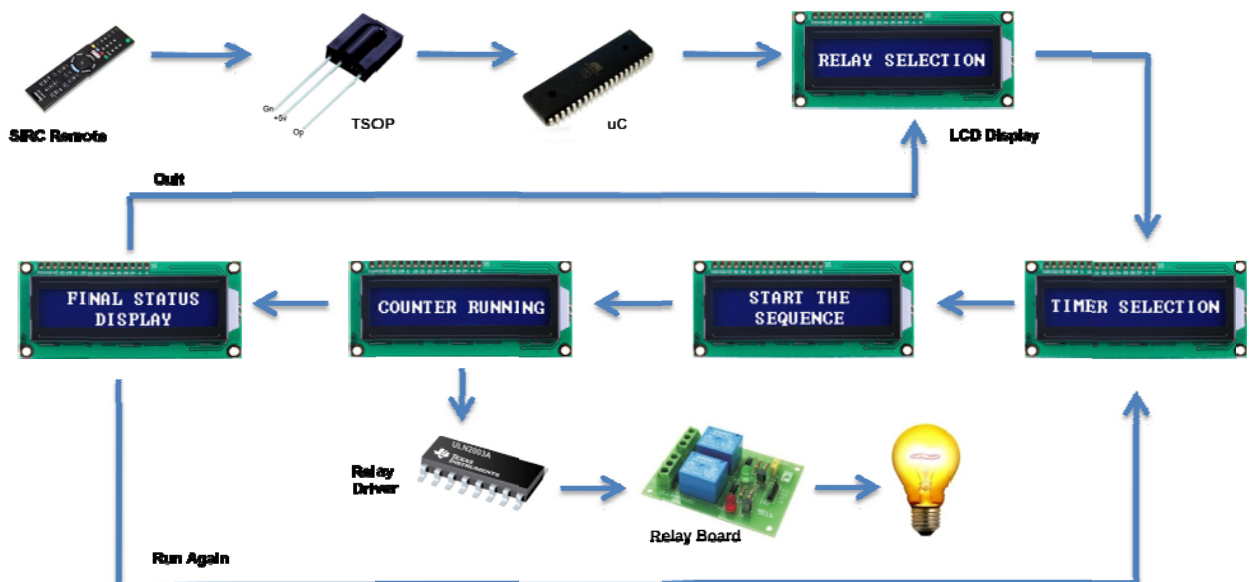 RELAY SELECTION
Gn
+5v
Op
TSOP
uC
SIRC Remote
LCD Display
Quit
FINAL STATUS
DISPLAY
COUNTER RUNNING
START THE
SEQUENCE
TIMER SELECTION
ULN2003A
TEXAS
INSTRUMENTS
Relay
Driver
Relay Board
Run Again